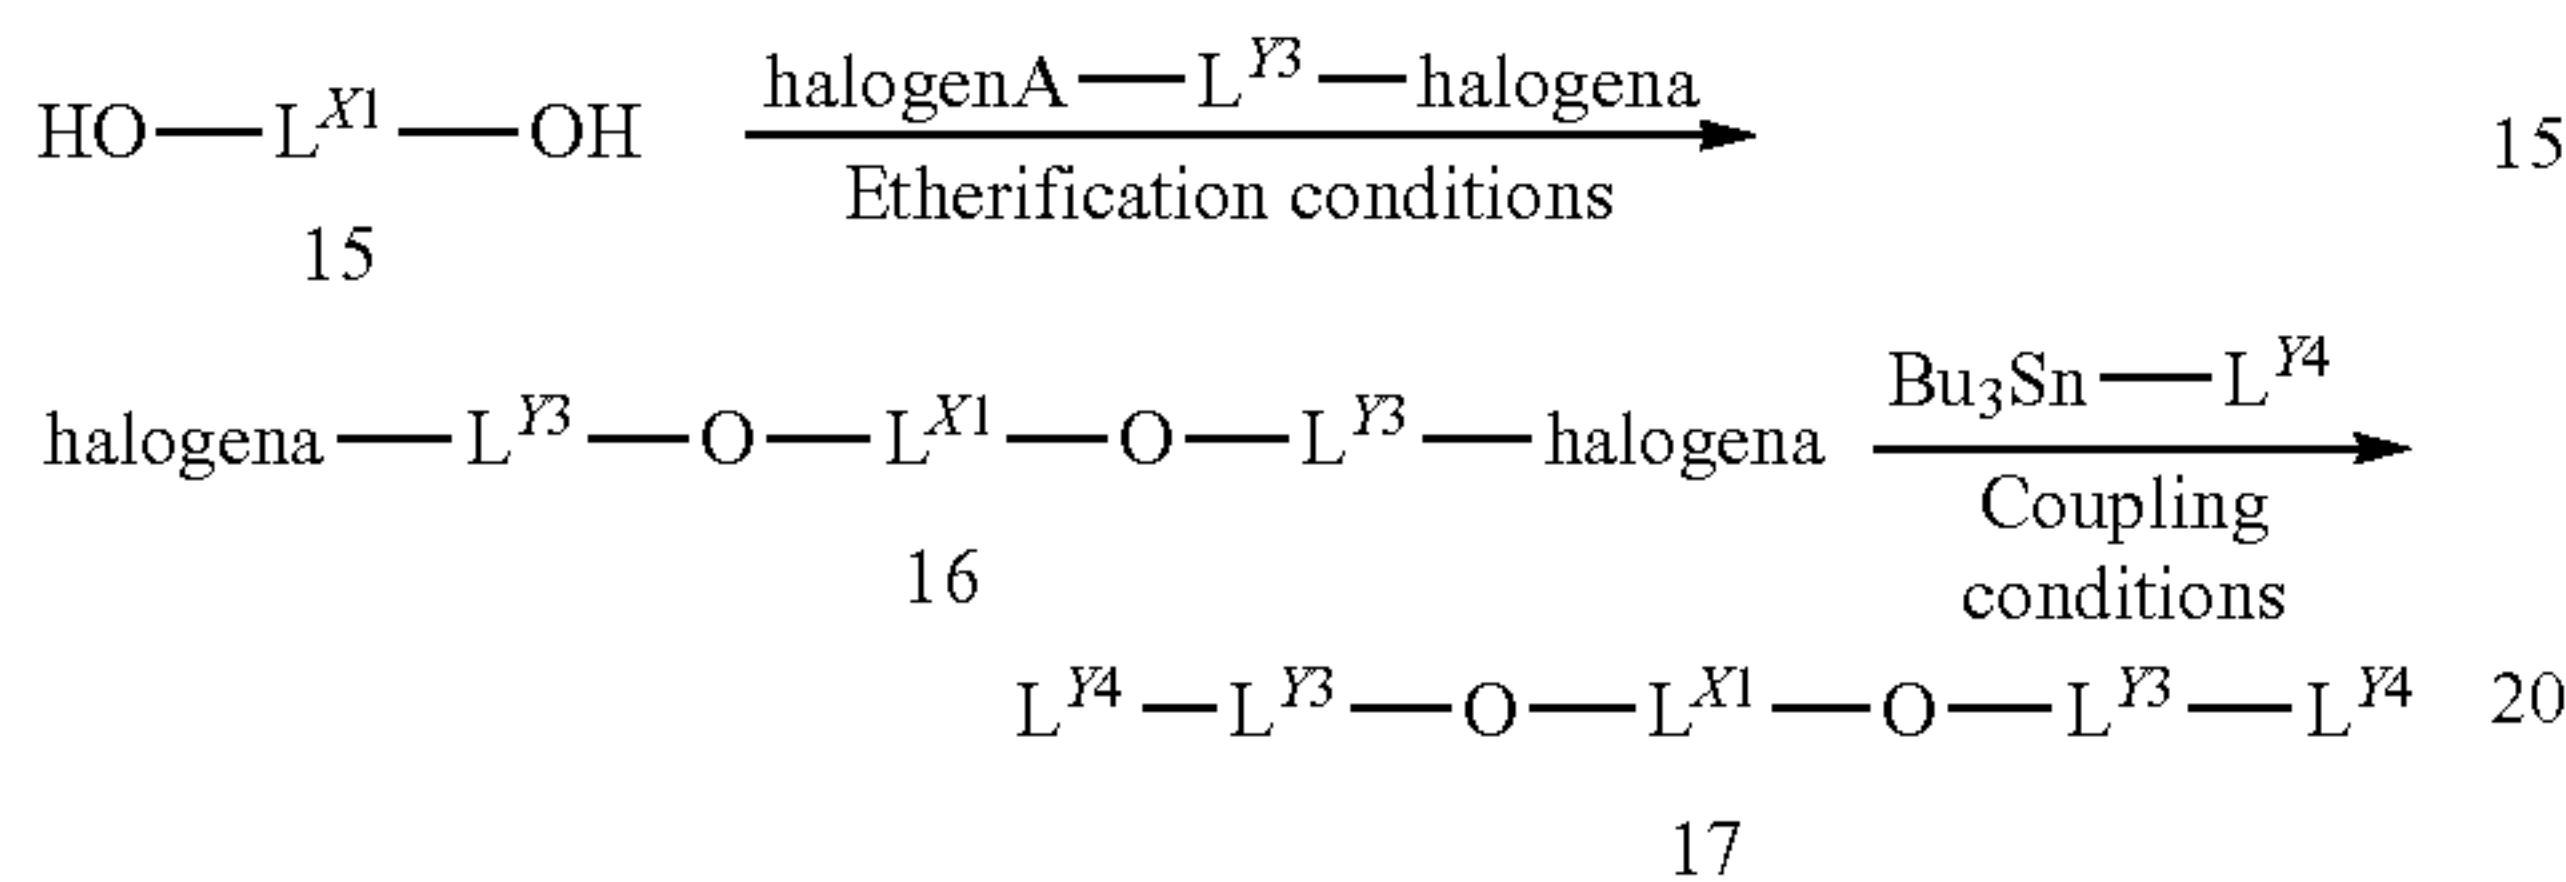 halogenA—L^Y3—halogena
HO—L^X1—OH 15
Etherification conditions
15
Bu3Sn—L^Y4
halogena—L^Y3—O—L^X1—O—L^Y3—halogena
Coupling
conditions
16
L^Y4—L^Y3—O—L^X1—O—L^Y3—L^Y4 20
17